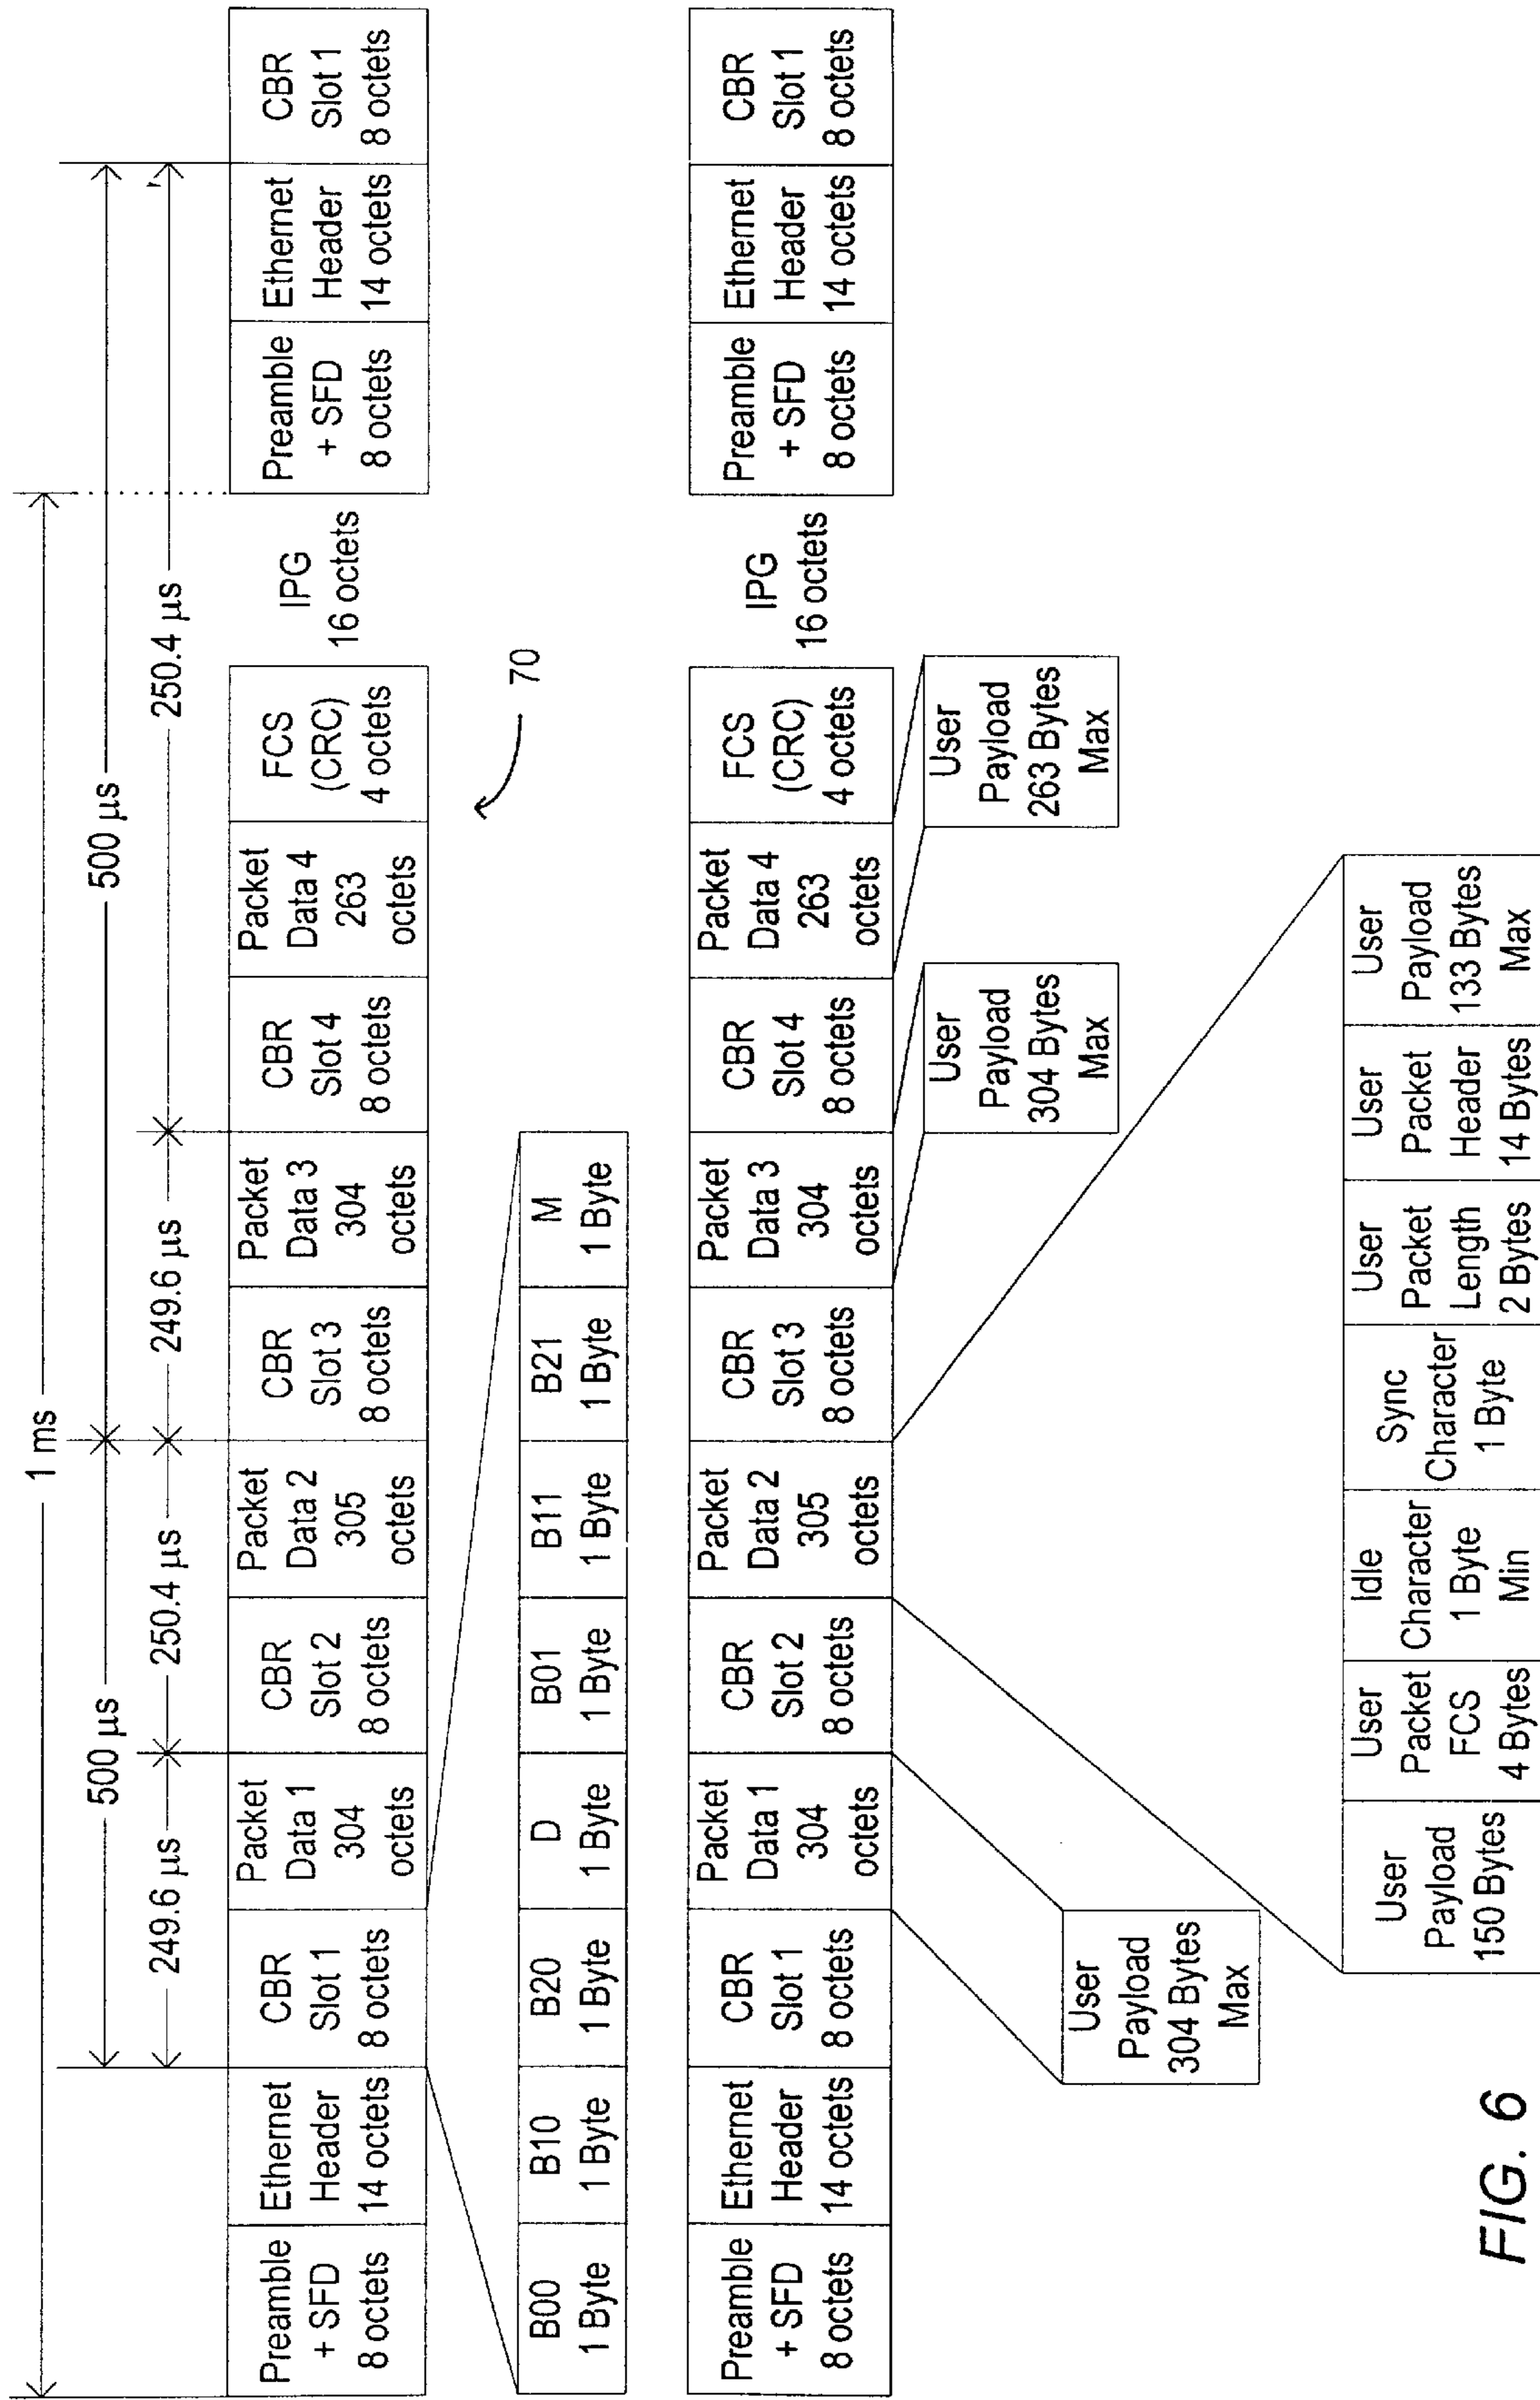 1 ms
500 μs
500 μs
249.6 μs
250.4 μs
249.6 μs
250.4 μs
Preamble
+ SFD
8 octets
Ethernet
Header
14 octets
CBR
Slot 1
8 octets
Packet
Data 1
304
octets
CBR
Slot 2
8 octets
Packet
Data 2
305
octets
CBR
Slot 3
8 octets
Packet
Data 3
304
octets
CBR
Slot 4
8 octets
Packet
Data 4
263
octets
FCS
(CRC)
4 octets
IPG
16 octets
Preamble
+ SFD
8 octets
Ethernet
Header
14 octets
CBR
Slot 1
8 octets
70
B00
1 Byte
B10
1 Byte
B20
1 Byte
D
1 Byte
B01
1 Byte
B11
1 Byte
B21
1 Byte
M
1 Byte
Preamble
+ SFD
8 octets
Ethernet
Header
14 octets
CBR
Slot 1
8 octets
Packet
Data 1
304
octets
CBR
Slot 2
8 octets
Packet
Data 2
305
octets
CBR
Slot 3
8 octets
Packet
Data 3
304
octets
CBR
Slot 4
8 octets
Packet
Data 4
263
octets
FCS
(CRC)
4 octets
IPG
16 octets
Preamble
+ SFD
8 octets
Ethernet
Header
14 octets
CBR
Slot 1
8 octets
User
Payload
304 Bytes
Max
User
Payload
304 Bytes
Max
User
Payload
263 Bytes
Max
User
Payload
150 Bytes
User
Packet
FCS
4 Bytes
Idle
Character
1 Byte
Min
Sync
Character
1 Byte
User
Packet
Length
2 Bytes
User
Packet
Header
14 Bytes
User
Payload
133 Bytes
Max
FIG. 6